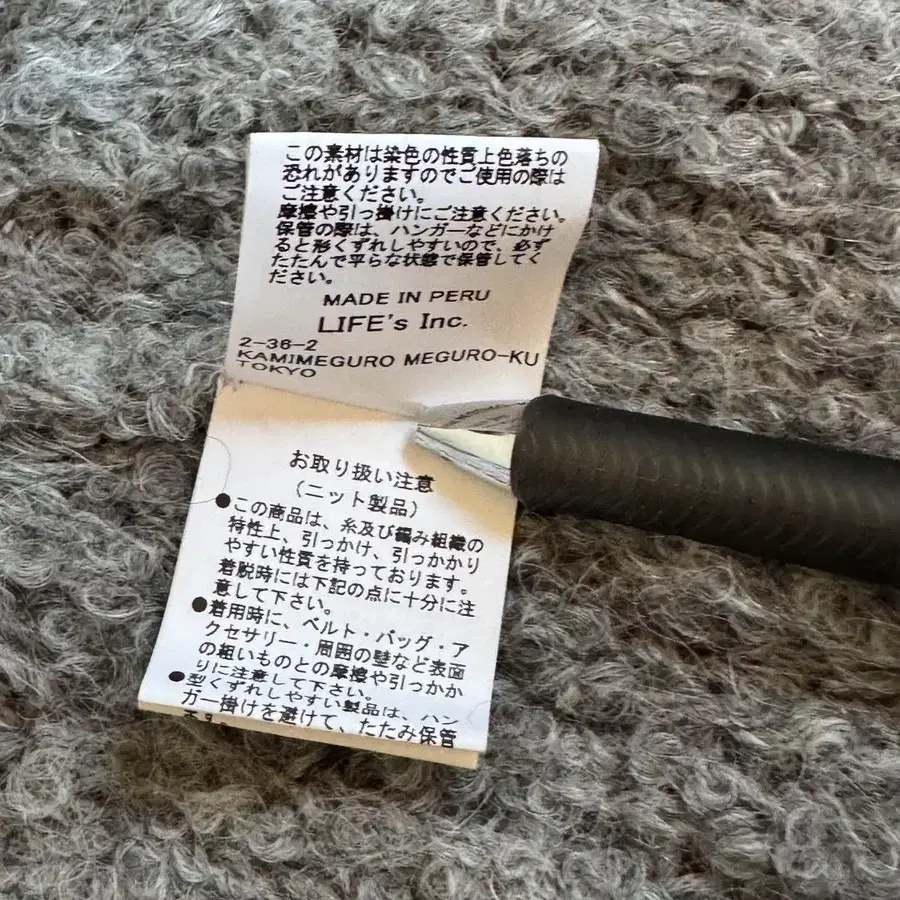 この素材は染色の性質上色落ちの
恐れがありますのでご使用の際は
ご注意ください。
摩擦や引っ掛けにご注意ください。
保管の際は、ハンガーなどにかけ
ると形くずれしやすいので、必ず
たたんで平らな状態で保管してく
ださい。
MADE IN PERU
LIFE's Inc.
2-36-2
KAMIMEGURO MEGURO-KU
TOKYO
お取り扱い注意
(ニット製品)
●この商品は、糸及び編み組織の
特性上、引っかけ、引っかかり
やすい性質を持っております。
着脱時には下記の点に十分に注
意して下さい。
●着用時に、ベルト・バッグ・ア
クセサリー・周囲の壁など表面
の粗いものとの摩擦や引っかか
りに注意して下さい。
●型くずれしやすい製品は、ハン
ガー掛けを避けて、たたみ保管